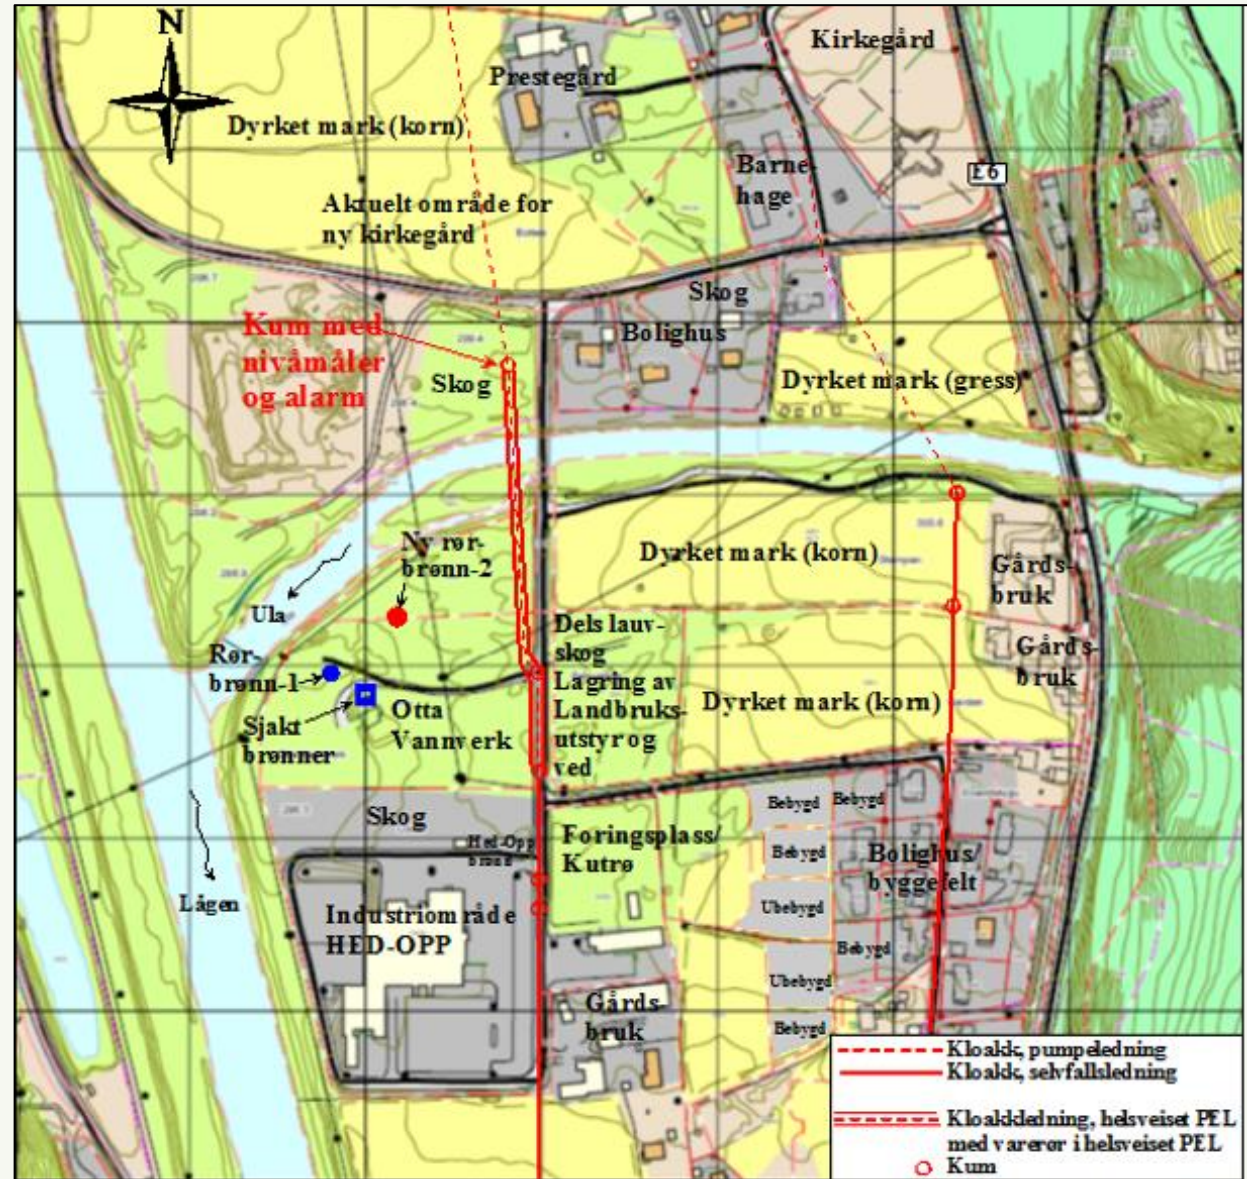 N
Kirkegård
Prestegård
Dyrket mark (korn)
Barne-
hage
E6
Aktuelt område for
ny kirkegård
Skog
Bolighus
Kum med
nivåmåler
og alarm
Skog
Dyrket mark (gress)
Ny rør-
brønn-2
Dyrket mark (korn)
Gårds-
bruk
Ula
Dels lauv-
skog
Lagring av
Landbruks-
utstyr og
ved
Gårds-
bruk
Rør-
brønn-1
Dyrket mark (korn)
Sjakt
brønner
Otta
Vannverk
Skog
Hed-Opp
brønn
Foringsplass/
Kutrø
Bebygd
Bebygd
Bebygd
Bolighus/
byggefelt
Lågen
Industriområde
HED-OPP
Ubebygd
Bebygd
Ubebygd
Gårds-
bruk
Bebygd
Kloakk, pumpeledning
Kloakk, selvfallsledning
Kloakkledning, helsveiset PEL
med varerør i helsveiset PEL
Kum